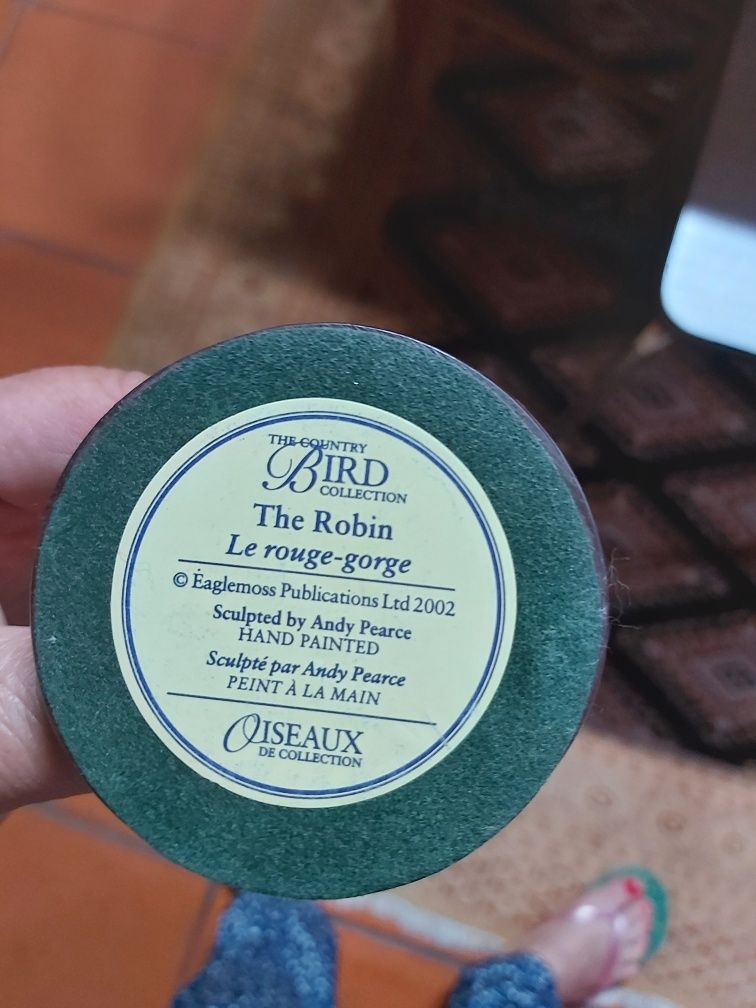 THE COUNTRY
BIRD
COLLECTION
The Robin
Le rouge-gorge
© Eaglemoss Publications Ltd 2002
Sculpted by Andy Pearce
HAND PAINTED
Sculpté par Andy Pearce
PEINT À LA MAIN
OISEAUX
DE COLLECTION